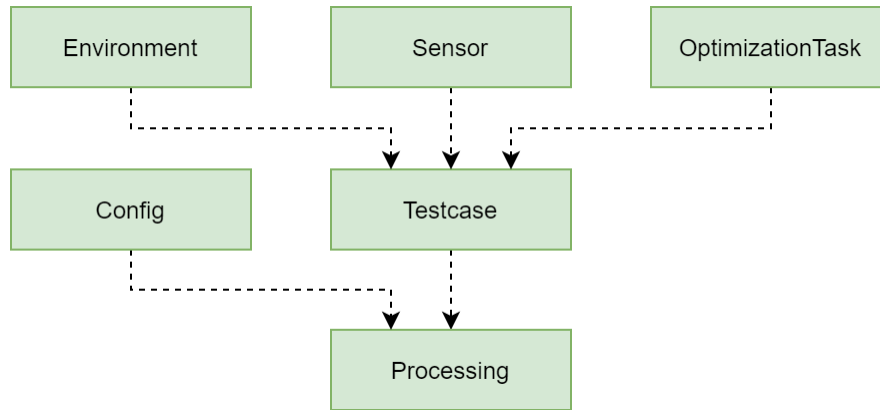 Environment
Sensor
OptimizationTask
Config
Testcase
Processing